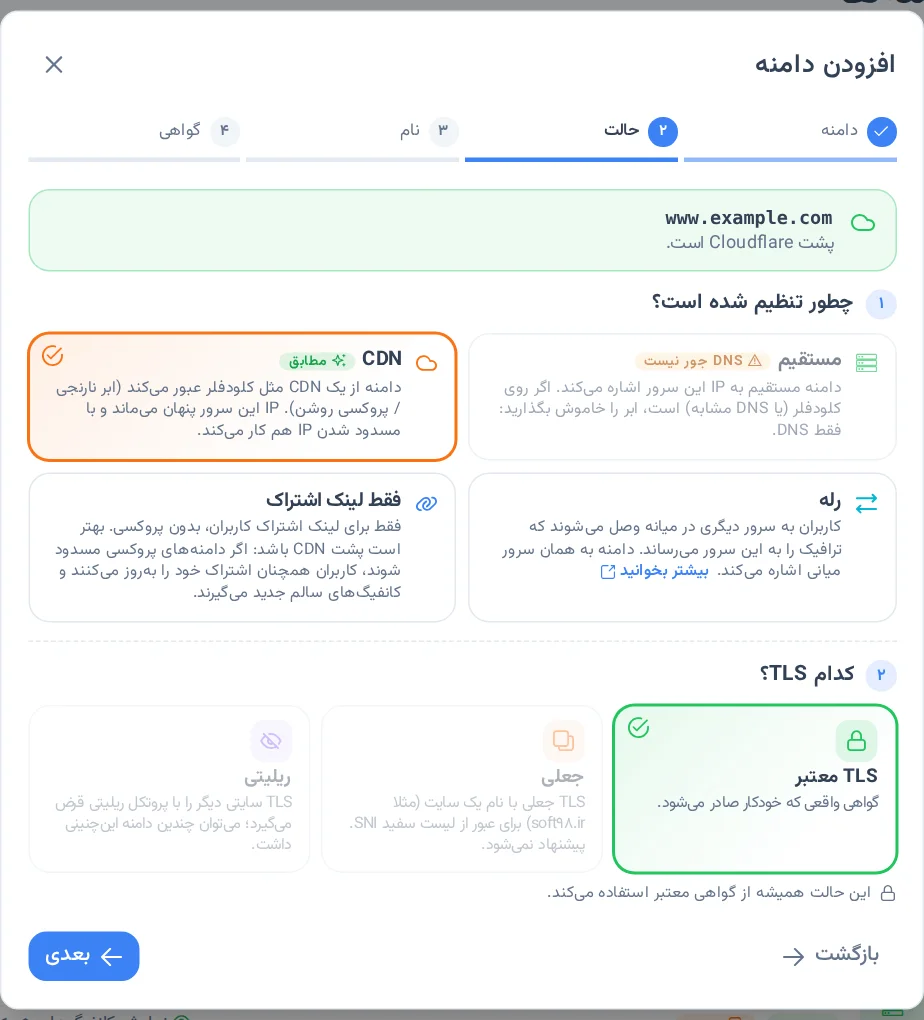 افزودن دامنه
دامنه
۲ حالت
۳ نام
۴ گواهی
www.example.com
پشت Cloudflare است.
۱ چطور تنظیم شده است؟
مستقیم DNS جور نیست
دامنه مستقیم به IP این سرور اشاره می‌کند. اگر روی
کلودفلر (یا DNS مشابه) است، ابر را خاموش بگذارید:
فقط DNS.
CDN مطابق
دامنه از یک CDN مثل کلودفلر عبور می‌کند (ابر نارنجی
/ پروکسی روشن). IP این سرور پنهان می‌ماند و با
مسدود شدن IP هم کار می‌کند.
رله
کاربران به سرور دیگری در میانه وصل می‌شوند که
ترافیک را به این سرور می‌رساند. دامنه به همان سرور
میانی اشاره می‌کند. بیشتر بخوانید
فقط لینک اشتراک
فقط برای لینک اشتراک کاربران، بدون پروکسی. بهتر
است پشت CDN باشد: اگر دامنه‌های پروکسی مسدود
شوند، کاربران همچنان اشتراک خود را به‌روز می‌کنند و
کانفیگ‌های سالم جدید می‌گیرند.
۲ کدام TLS؟
TLS معتبر
گواهی واقعی که خودکار صادر می‌شود.
جعلی
TLS جعلی با نام یک سایت (مثلا
soft۹۸.ir) برای عبور از لیست سفید SNI.
پیشنهاد نمی‌شود.
ریلیتی
TLS سایتی دیگر را با پروتکل ریلیتی قرض
می‌گیرد؛ می‌توان چندین دامنه این‌چنینی
داشت.
این حالت همیشه از گواهی معتبر استفاده می‌کند.
بازگشت
بعدی